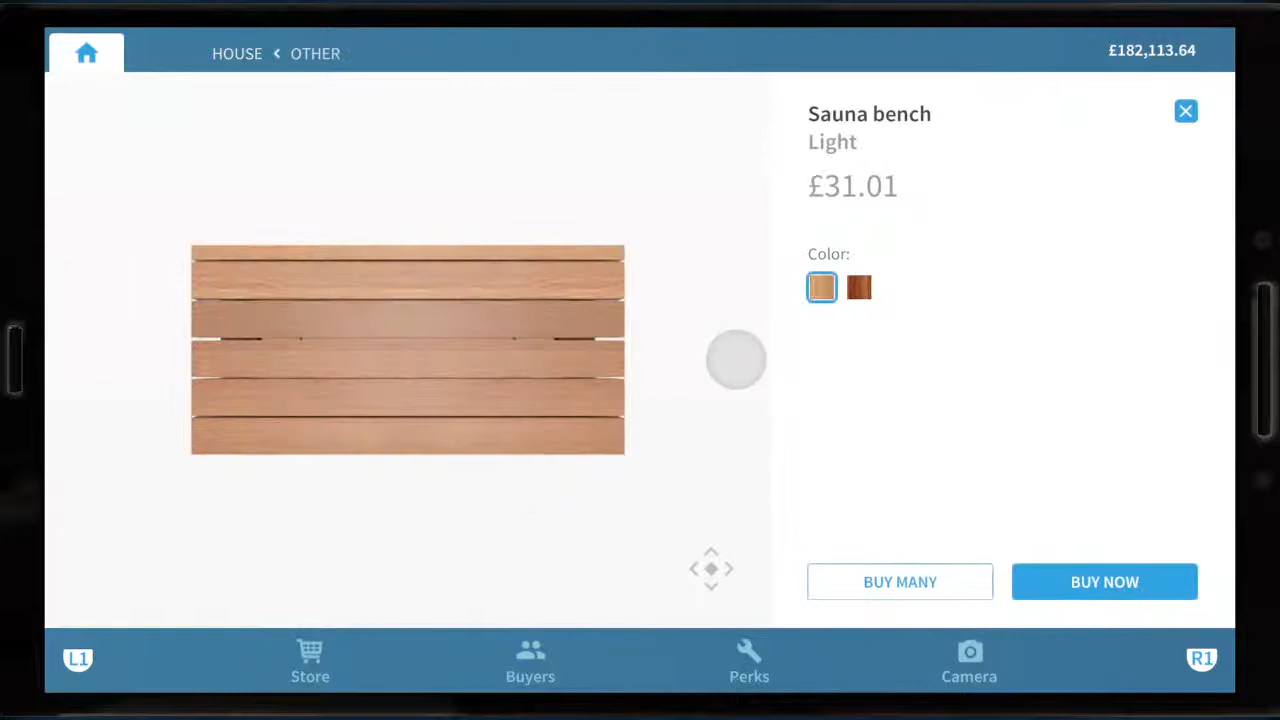 HOUSE < OTHER
£182,113.64
Sauna bench
Light
£31.01
Color:
BUY MANY
BUY NOW
L1
Store
Buyers
Perks
Camera
R1